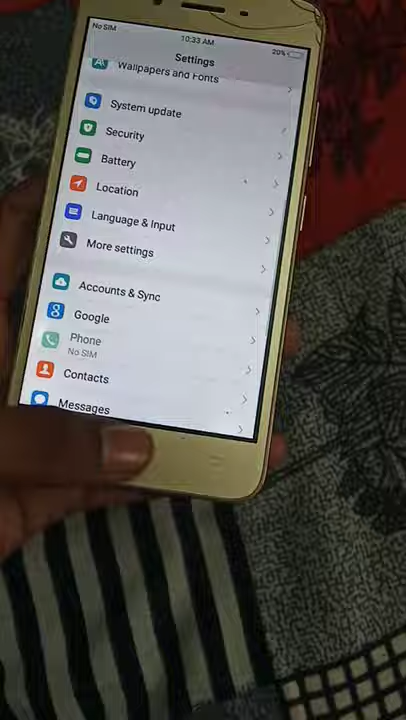 No SIM 10:33 AM 20%
Settings
Wallpapers and Fonts
System update
Security
Battery
Location
Language & Input
More settings
Accounts & Sync
Google
Phone
No SIM
Contacts
Messages